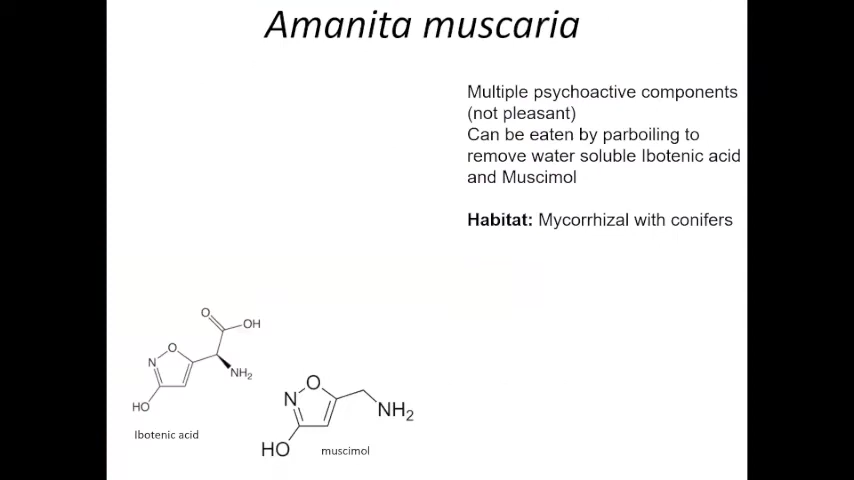 Amanita muscaria
Multiple psychoactive components
(not pleasant)
Can be eaten by parboiling to
remove water soluble Ibotenic acid
and Muscimol
Habitat: Mycorrhizal with conifers
O
OH
O
N
NH2
HO
Ibotenic acid
O
N
NH2
HO
muscimol